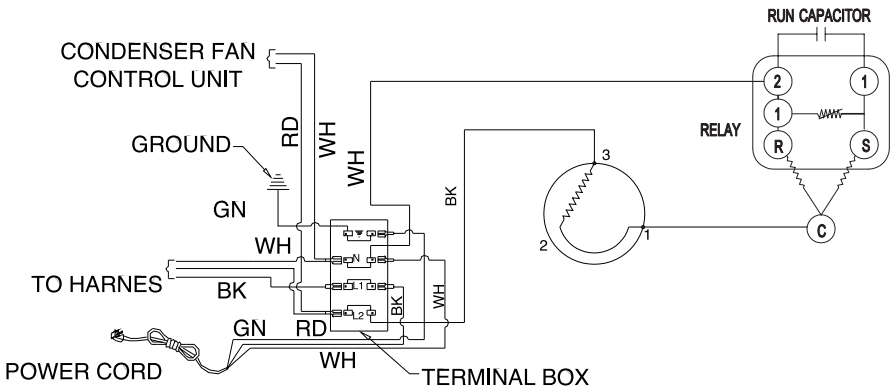 RUN CAPACITOR
CONDENSER FAN
CONTROL UNIT
2
1
1
RELAY
R
S
C
GROUND
RD
WH
WH
BK
3
2
1
GN
WH
N
TO HARNES
BK
L1
BK
WH
L2
GN
RD
WH
POWER CORD
TERMINAL BOX